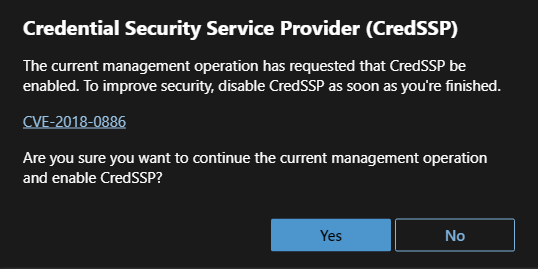 Credential Security Service Provider (CredSSP)
The current management operation has requested that CredSSP be
enabled. To improve security, disable CredSSP as soon as you're finished.
CVE-2018-0886
Are you sure you want to continue the current management operation
and enable CredSSP?
Yes
No